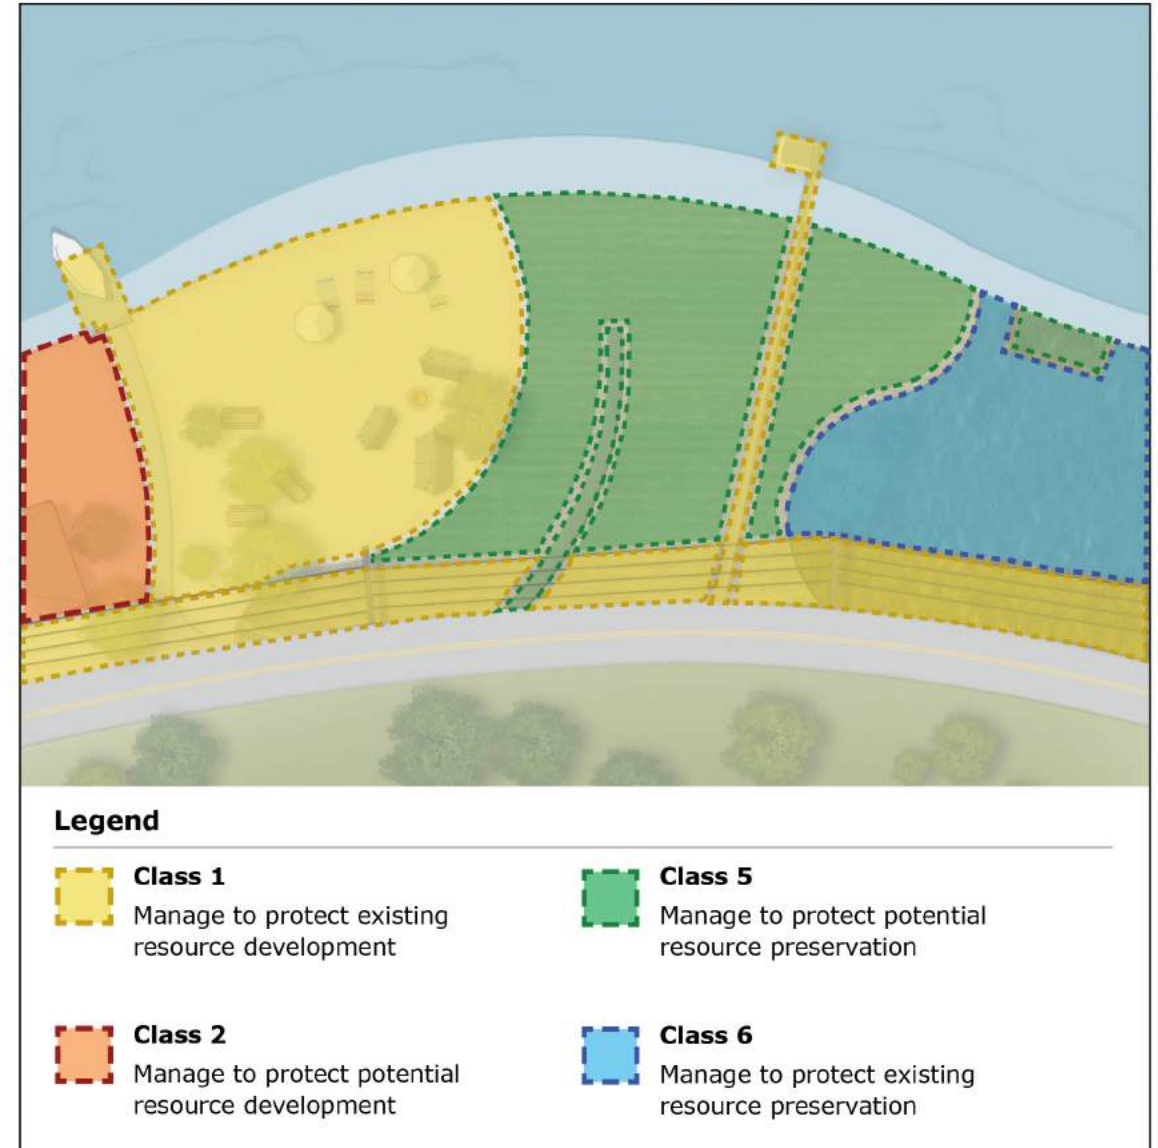 Legend
Class 1
Manage to protect existing
resource development
Class 5
Manage to protect potential
resource preservation
Class 2
Manage to protect potential
resource development
Class 6
Manage to protect existing
resource preservation